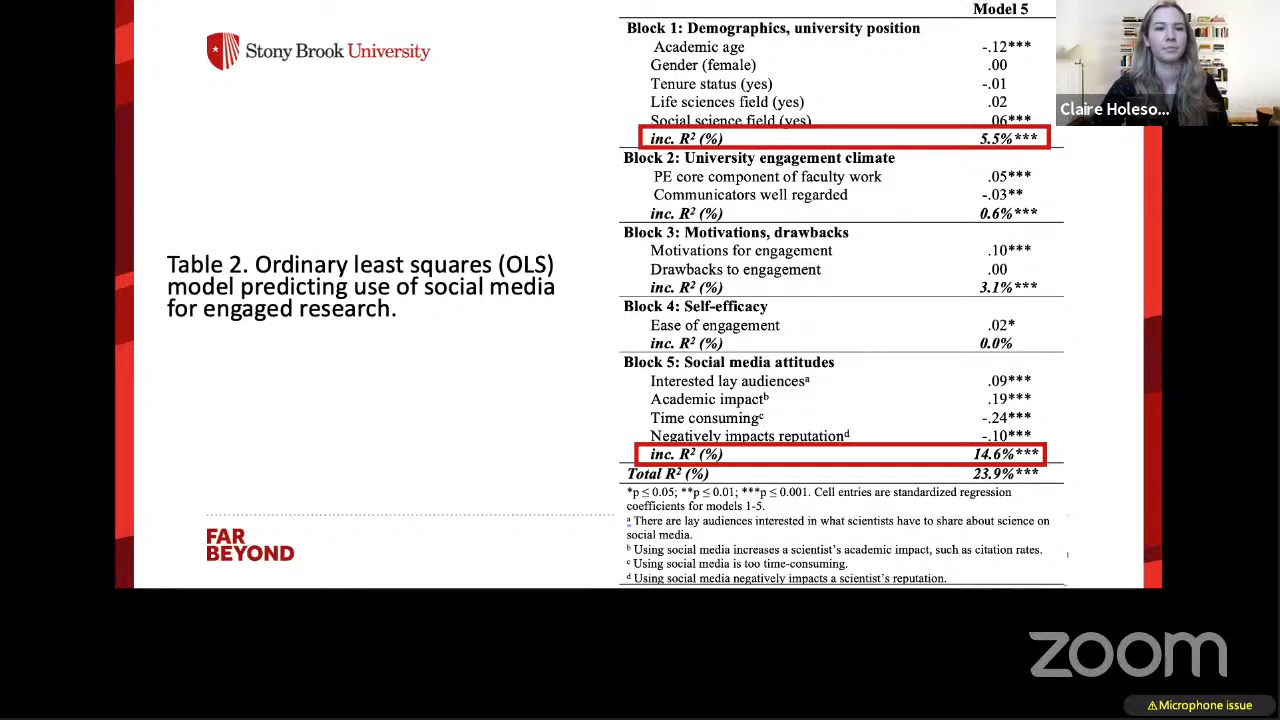 Stony Brook University
Table 2. Ordinary least squares (OLS)
model predicting use of social media
for engaged research.
FAR
BEYOND
Model 5
Block 1: Demographics, university position
Academic age -.12***
Gender (female) .00
Tenure status (yes) -.01
Life sciences field (yes) .02
Social science field (yes) .06***
inc. R² (%) 5.5%***
Block 2: University engagement climate
PE core component of faculty work .05***
Communicators well regarded -.03**
inc. R² (%) 0.6%***
Block 3: Motivations, drawbacks
Motivations for engagement .10***
Drawbacks to engagement .00
inc. R² (%) 3.1%***
Block 4: Self-efficacy
Ease of engagement .02*
inc. R² (%) 0.0%
Block 5: Social media attitudes
Interested lay audiencesᵃ .09***
Academic impactᵇ .19***
Time consumingᶜ -.24***
Negatively impacts reputationᵈ -.10***
inc. R² (%) 14.6%***
Total R² (%) 23.9%***
*p ≤ 0.05; **p ≤ 0.01; ***p ≤ 0.001. Cell entries are standardized regression
coefficients for models 1-5.
ᵃ There are lay audiences interested in what scientists have to share about science on
social media.
ᵇ Using social media increases a scientist's academic impact, such as citation rates.
ᶜ Using social media is too time-consuming.
ᵈ Using social media negatively impacts a scientist's reputation.
Claire Holeso...
zoom
⚠Microphone issue